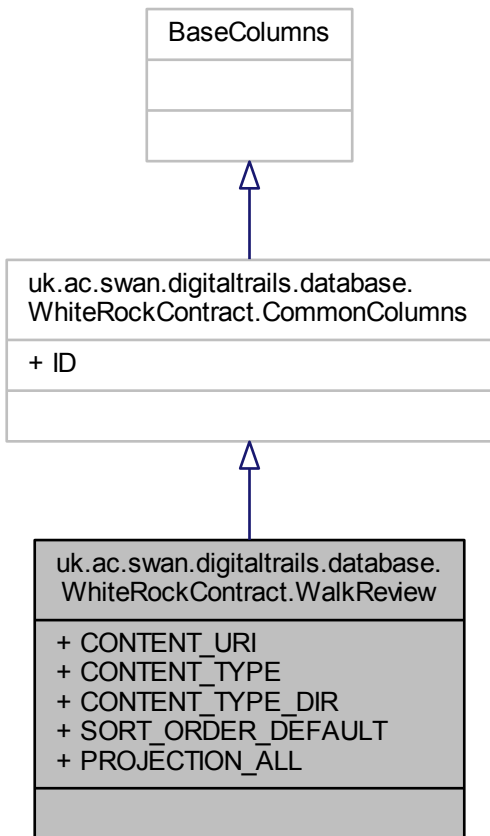 BaseColumns
uk.ac.swan.digitaltrails.database.
WhiteRockContract.CommonColumns
+ ID
uk.ac.swan.digitaltrails.database.
WhiteRockContract.WalkReview
+ CONTENT_URI
+ CONTENT_TYPE
+ CONTENT_TYPE_DIR
+ SORT_ORDER_DEFAULT
+ PROJECTION_ALL